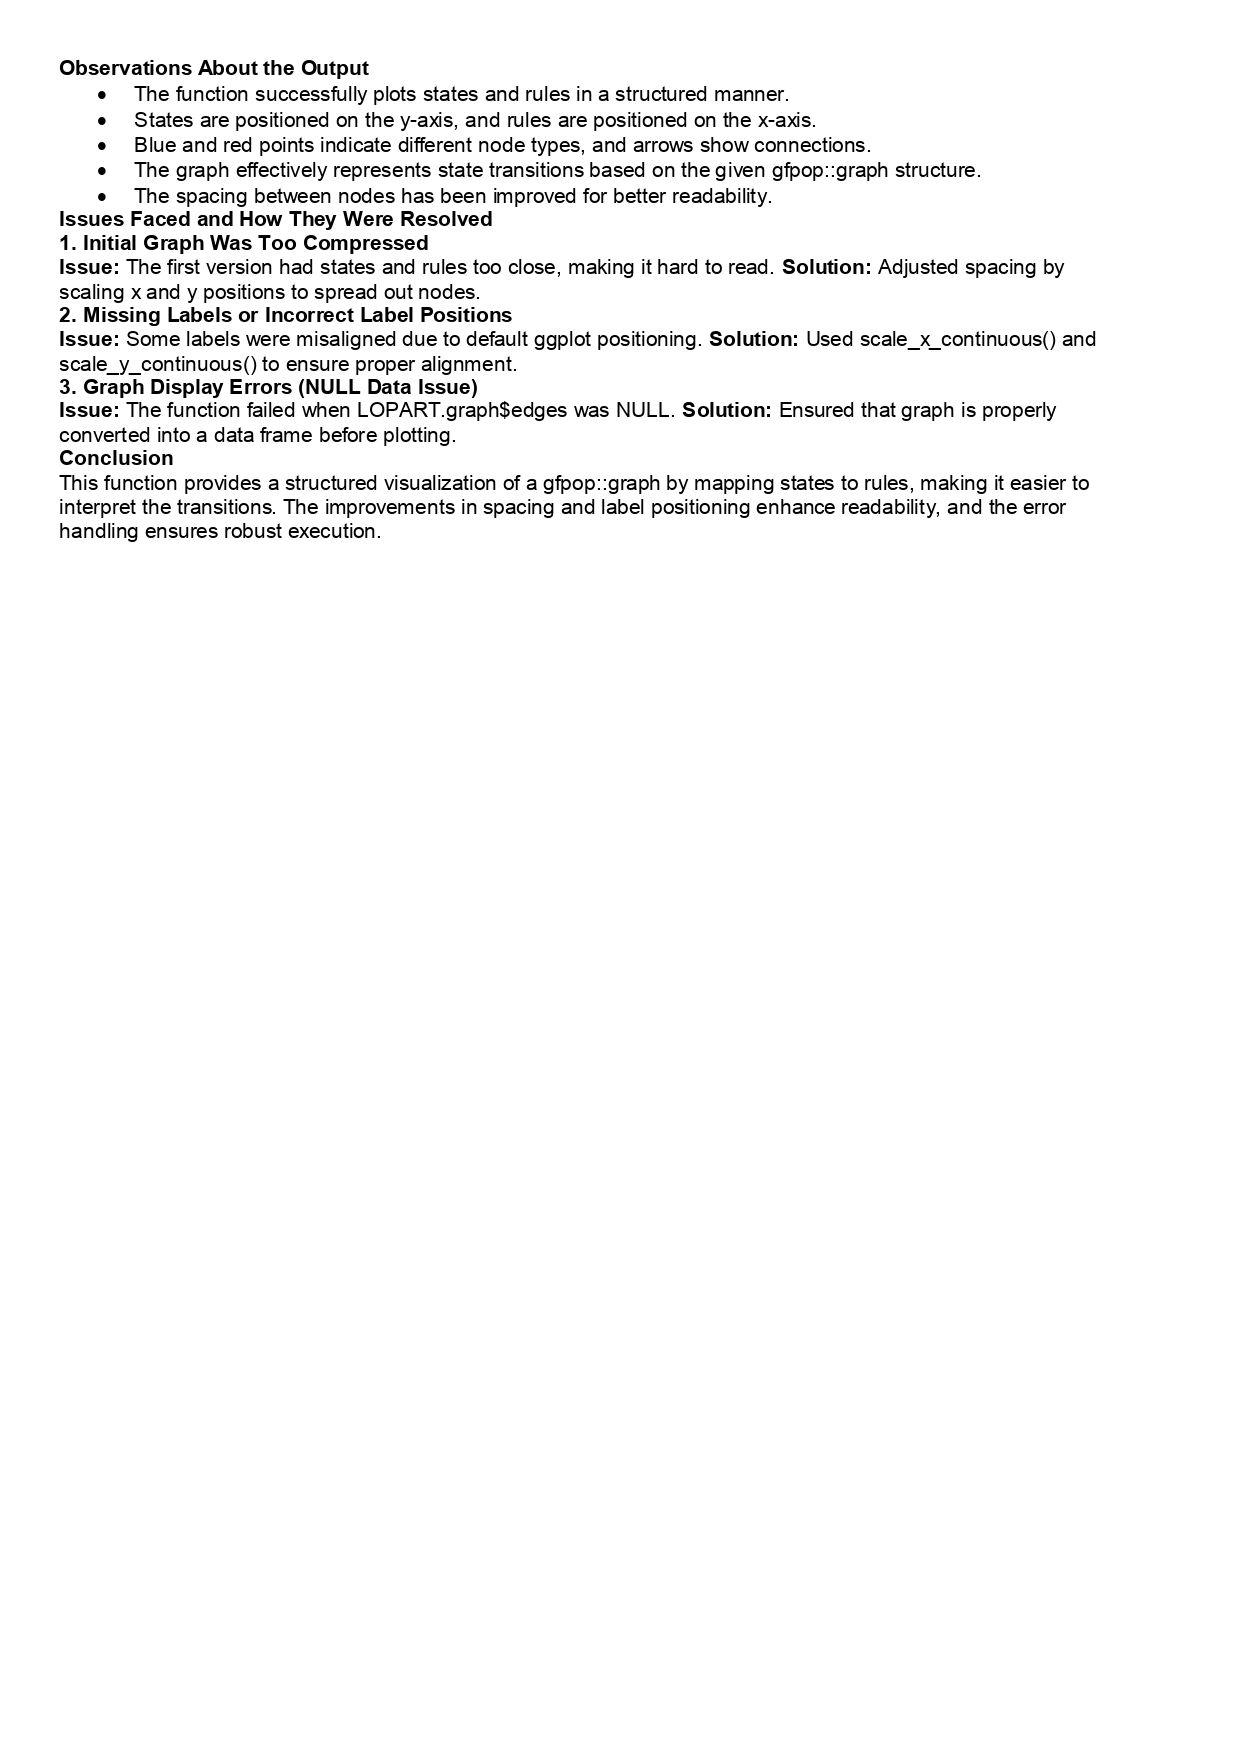 Observations About the Output
• The function successfully plots states and rules in a structured manner.
• States are positioned on the y-axis, and rules are positioned on the x-axis.
• Blue and red points indicate different node types, and arrows show connections.
• The graph effectively represents state transitions based on the given gfpop::graph structure.
• The spacing between nodes has been improved for better readability.
Issues Faced and How They Were Resolved
1. Initial Graph Was Too Compressed
Issue: The first version had states and rules too close, making it hard to read. Solution: Adjusted spacing by
scaling x and y positions to spread out nodes.
2. Missing Labels or Incorrect Label Positions
Issue: Some labels were misaligned due to default ggplot positioning. Solution: Used scale_x_continuous() and
scale_y_continuous() to ensure proper alignment.
3. Graph Display Errors (NULL Data Issue)
Issue: The function failed when LOPART.graph$edges was NULL. Solution: Ensured that graph is properly
converted into a data frame before plotting.
Conclusion
This function provides a structured visualization of a gfpop::graph by mapping states to rules, making it easier to
interpret the transitions. The improvements in spacing and label positioning enhance readability, and the error
handling ensures robust execution.